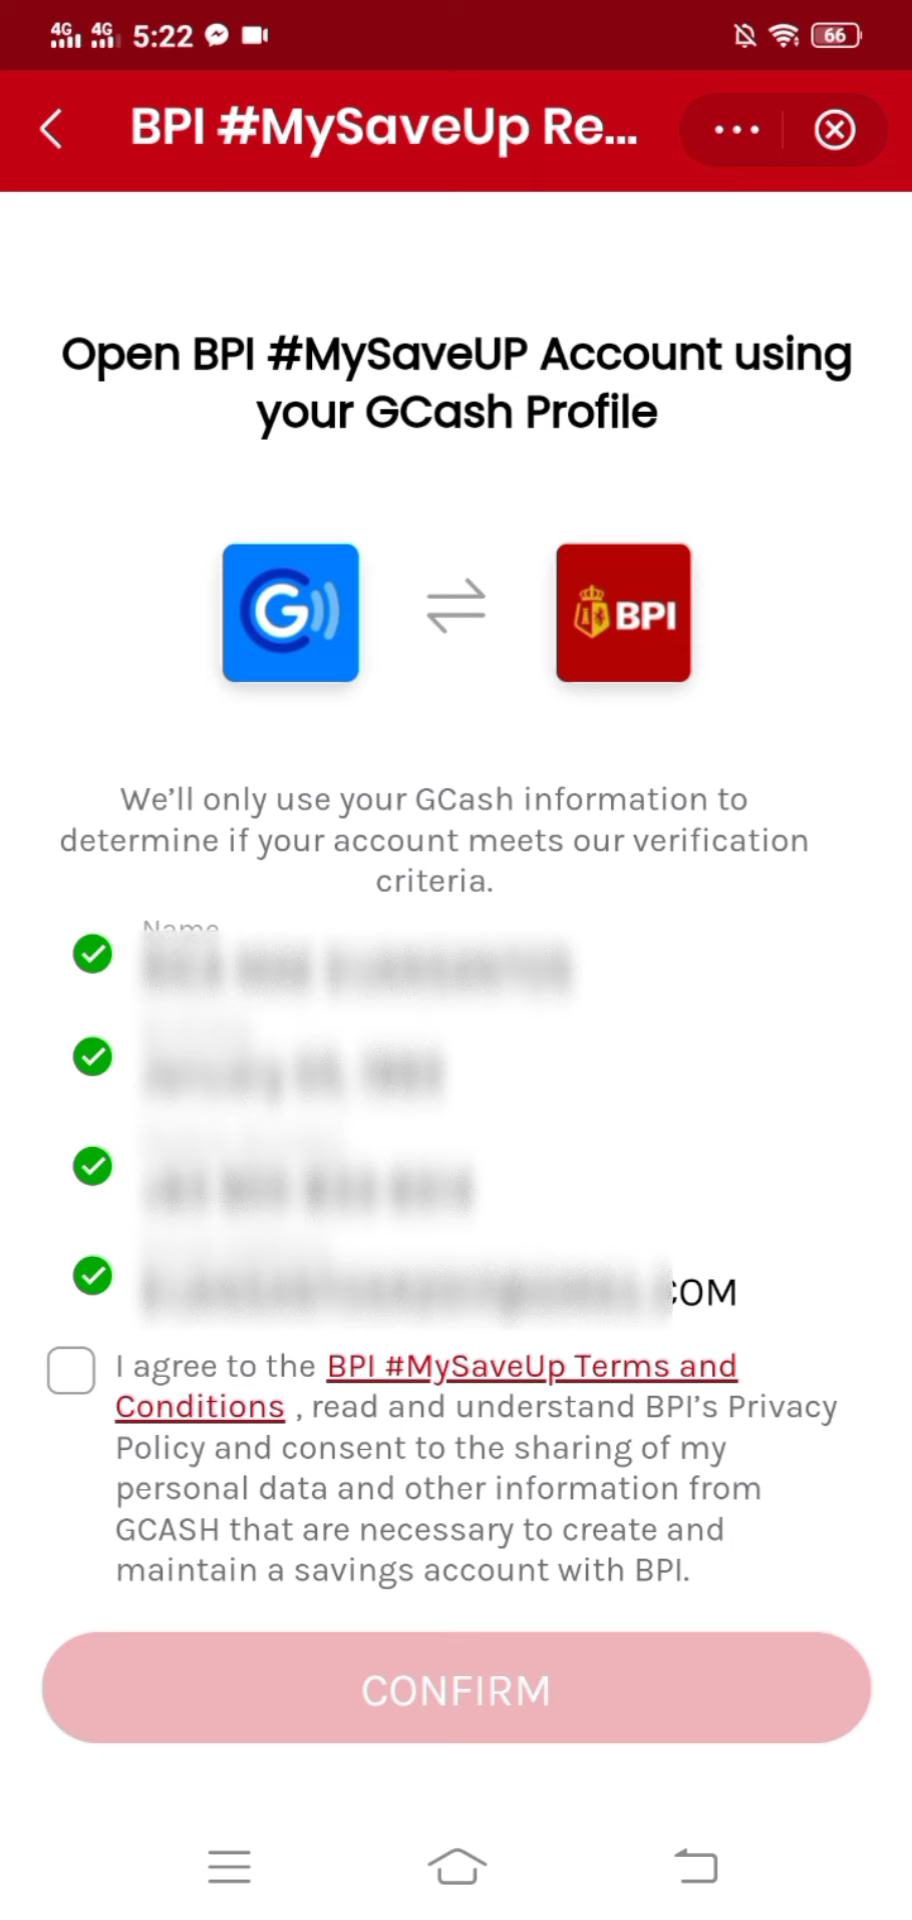 4G 4G 5:22 66
BPI #MySaveUp Re...
Open BPI #MySaveUP Account using
your GCash Profile
G BPI
We’ll only use your GCash information to
determine if your account meets our verification
criteria.
Name
COM
I agree to the BPI #MySaveUp Terms and
Conditions , read and understand BPI’s Privacy
Policy and consent to the sharing of my
personal data and other information from
GCASH that are necessary to create and
maintain a savings account with BPI.
CONFIRM